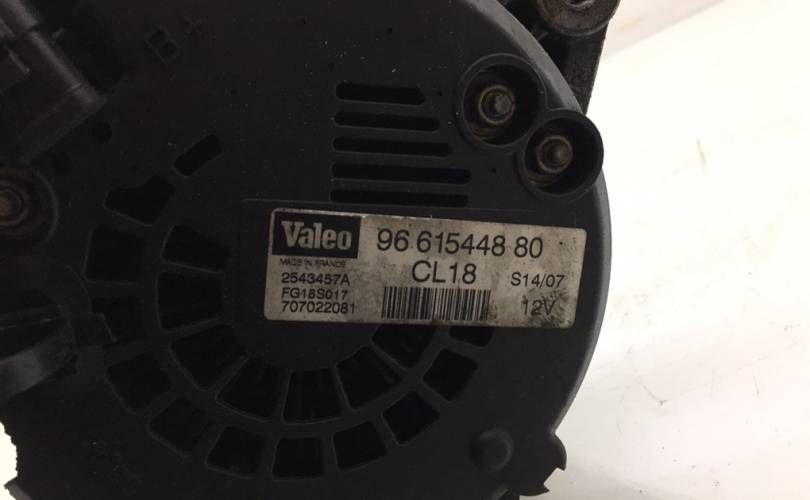 B+
Valeo
96 615448 80
MADE IN FRANCE
CL18
S14/07
2543457A
FG18S017
12V
707022081